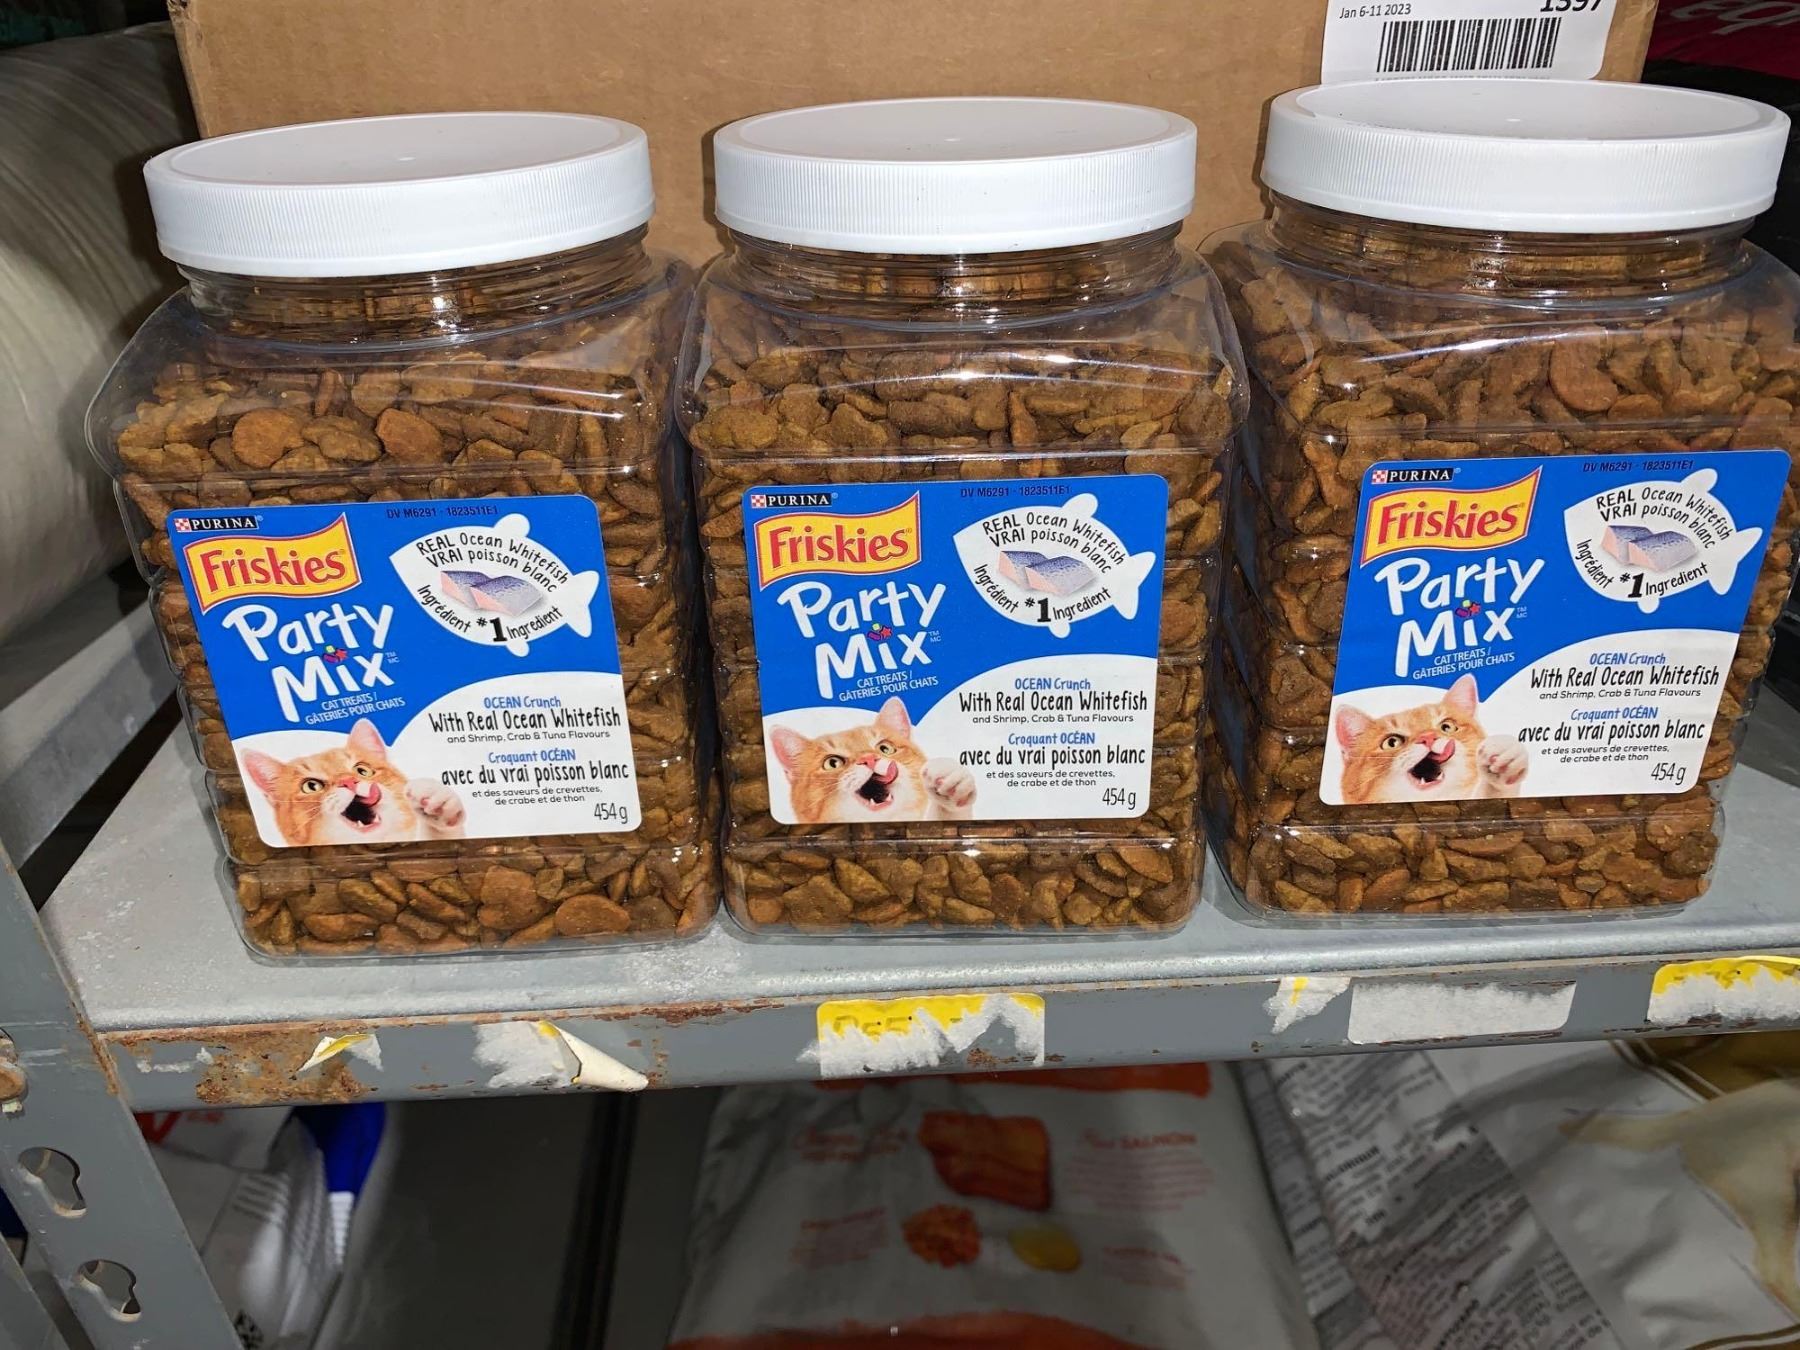 Jan 6-11 2023
1397
PURINA
DV M6291 - 1823511E1
Friskies
Party
Mix
TM
MC
CAT TREATS /
GÂTERIES POUR CHATS
REAL Ocean Whitefish
VRAI poisson blanc
Ingrédient #1 Ingredient
OCEAN Crunch
With Real Ocean Whitefish
and Shrimp, Crab & Tuna Flavours
Croquant OCÉAN
avec du vrai poisson blanc
et des saveurs de crevettes,
de crabe et de thon
454 g
PURINA
DV M6291 - 1823511E1
Friskies
Party
Mix
TM
MC
CAT TREATS /
GÂTERIES POUR CHATS
REAL Ocean Whitefish
VRAI poisson blanc
Ingrédient #1 Ingredient
OCEAN Crunch
With Real Ocean Whitefish
and Shrimp, Crab & Tuna Flavours
Croquant OCÉAN
avec du vrai poisson blanc
et des saveurs de crevettes,
de crabe et de thon
454 g
PURINA
DV M6291 - 1823511E1
Friskies
Party
Mix
TM
MC
CAT TREATS /
GÂTERIES POUR CHATS
REAL Ocean Whitefish
VRAI poisson blanc
Ingrédient #1 Ingredient
OCEAN Crunch
With Real Ocean Whitefish
and Shrimp, Crab & Tuna Flavours
Croquant OCÉAN
avec du vrai poisson blanc
et des saveurs de crevettes,
de crabe et de thon
454 g
SALMON